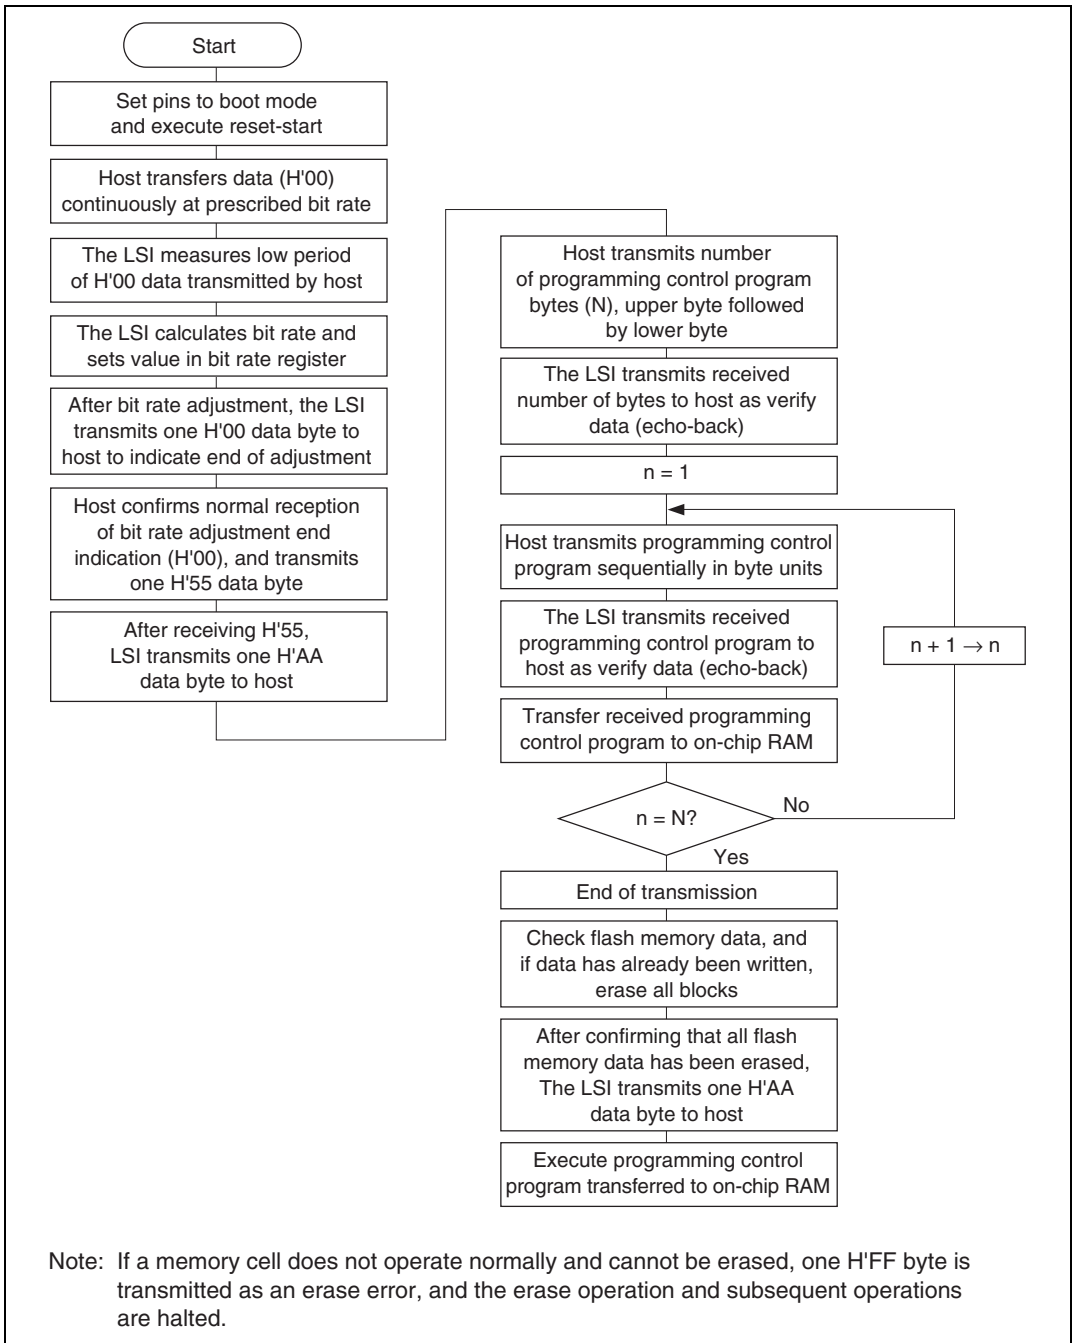 Start
Set pins to boot mode
and execute reset-start
Host transfers data (H'00)
continuously at prescribed bit rate
The LSI measures low period
of H'00 data transmitted by host
The LSI calculates bit rate and
sets value in bit rate register
After bit rate adjustment, the LSI
transmits one H'00 data byte to
host to indicate end of adjustment
Host confirms normal reception
of bit rate adjustment end
indication (H'00), and transmits
one H'55 data byte
After receiving H'55,
LSI transmits one H'AA
data byte to host
Host transmits number
of programming control program
bytes (N), upper byte followed
by lower byte
The LSI transmits received
number of bytes to host as verify
data (echo-back)
n = 1
Host transmits programming control
program sequentially in byte units
The LSI transmits received
programming control program to
host as verify data (echo-back)
n + 1 → n
Transfer received programming
control program to on-chip RAM
n = N?
No
Yes
End of transmission
Check flash memory data, and
if data has already been written,
erase all blocks
After confirming that all flash
memory data has been erased,
The LSI transmits one H'AA
data byte to host
Execute programming control
program transferred to on-chip RAM
Note: If a memory cell does not operate normally and cannot be erased, one H'FF byte is
transmitted as an erase error, and the erase operation and subsequent operations
are halted.